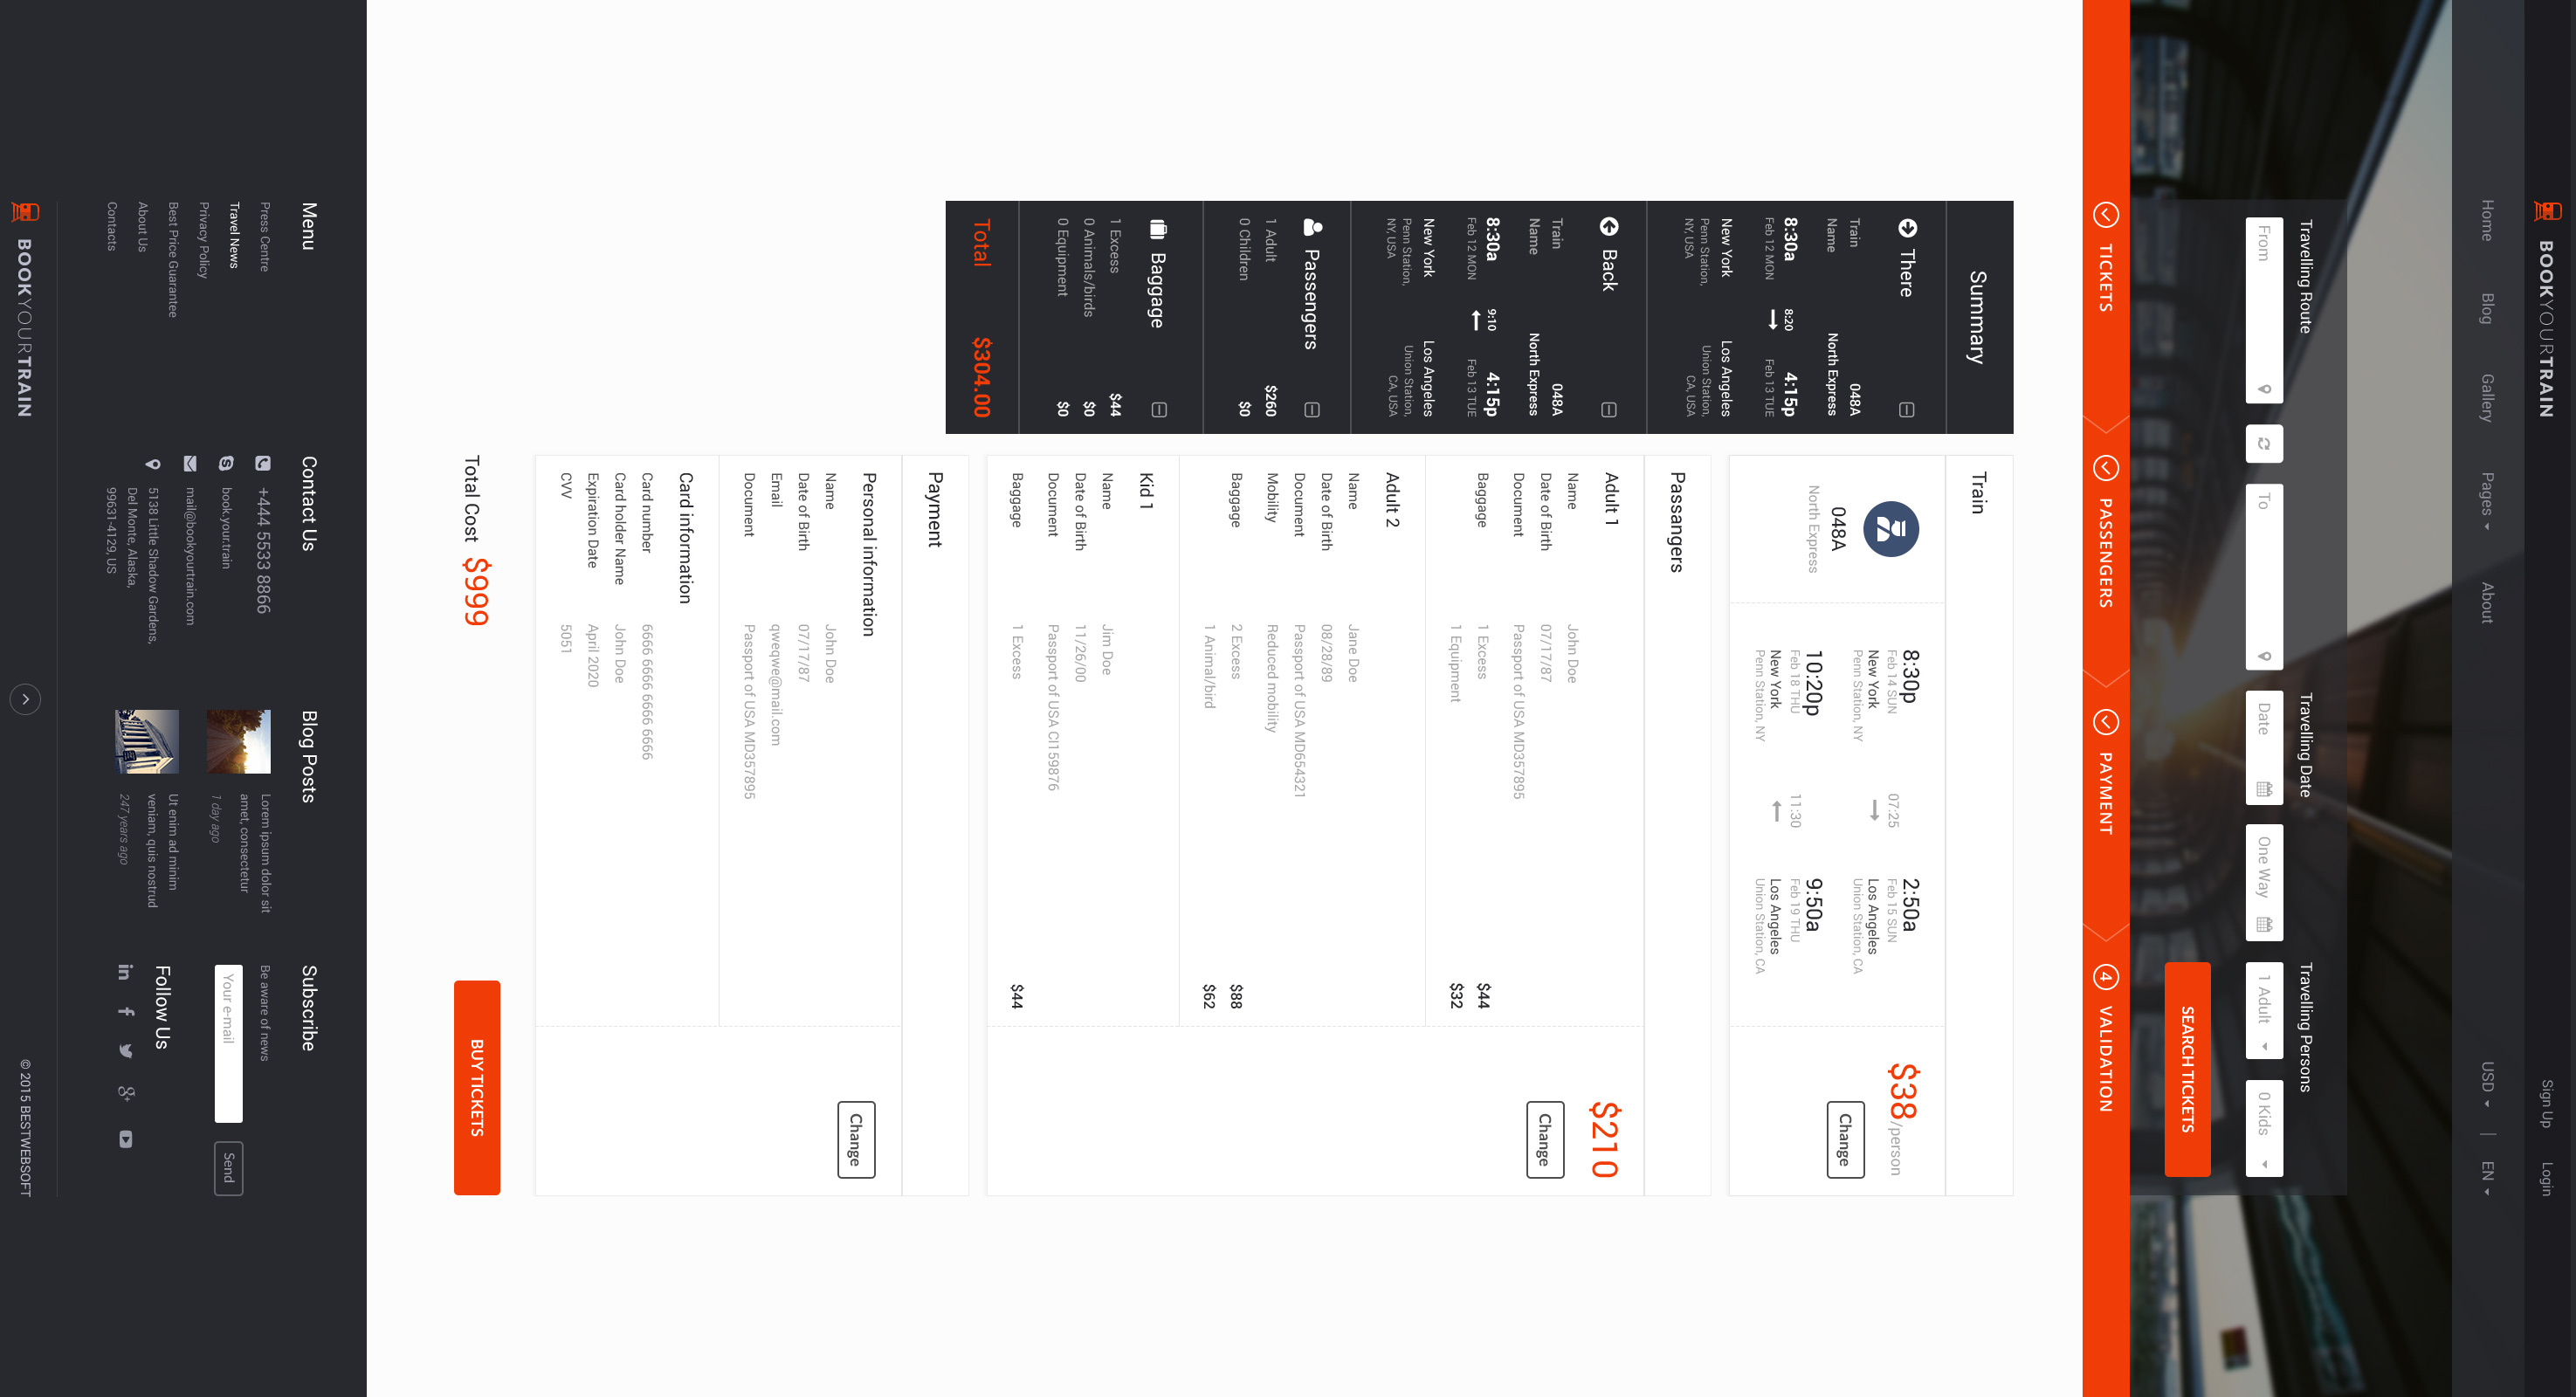 BOOKYOURTRAIN
Sign Up
Login
Home
Blog
Gallery
Pages
About
USD
EN
Travelling Route
Travelling Date
Travelling Persons
From
To
Date
One Way
1 Adult
0 Kids
SEARCH TICKETS
TICKETS
PASSENGERS
PAYMENT
4 VALIDATION
Summary
There
Train 048A
Name North Express
8:30a 8:20 4:15p
Feb 12 MON Feb 13 TUE
New York Los Angeles
Penn Station, Union Station,
NY, USA CA, USA
Back
Train 048A
Name North Express
8:30a 9:10 4:15p
Feb 12 MON Feb 13 TUE
New York Los Angeles
Penn Station, Union Station,
NY, USA CA, USA
Passengers
1 Adult $260
0 Children $0
Baggage
1 Excess $44
0 Animals/birds $0
0 Equipment $0
Total $304.00
Train
048A
North Express
8:30p 07:25 2:50a
Feb 14 SUN Feb 15 SUN
New York Los Angeles
Penn Station, NY Union Station, CA
10:20p 11:30 9:50a
Feb 18 THU Feb 19 THU
New York Los Angeles
Penn Station, NY Union Station, CA
$38/person
Change
Passangers
Adult 1
Name John Doe
Date of Birth 07/17/87
Document Passport of USA MD357895
Baggage 1 Excess $44
1 Equipment $32
$210
Change
Adult 2
Name Jane Doe
Date of Birth 08/28/89
Document Passport of USA MD654321
Mobility Reduced mobility
Baggage 2 Excess $88
1 Animal/bird $62
Kid 1
Name Jim Doe
Date of Birth 11/26/00
Document Passport of USA CI159876
Baggage 1 Excess $44
Payment
Personal information
Name John Doe
Date of Birth 07/17/87
Email qweqwe@mail.com
Document Passport of USA MD357895
Change
Card information
Card number 6666 6666 6666 6666
Card holder Name John Doe
Expiration Date April 2020
CVV 5051
Total Cost $999
BUY TICKETS
Menu
Press Centre
Travel News
Privacy Policy
Best Price Guarantee
About Us
Contacts
Contact Us
+444 5533 8866
book.your.train
mail@bookyourtrain.com
5138 Little Shadow Gardens,
Del Monte, Alaska,
99631-4129, US
Blog Posts
Lorem ipsum dolor sit
amet, consectetur
1 day ago
Ut enim ad minim
veniam, quis nostrud
247 years ago
Subscribe
Be aware of news
Your e-mail
Send
Follow Us
BOOKYOURTRAIN
© 2015 BESTWEBSOFT